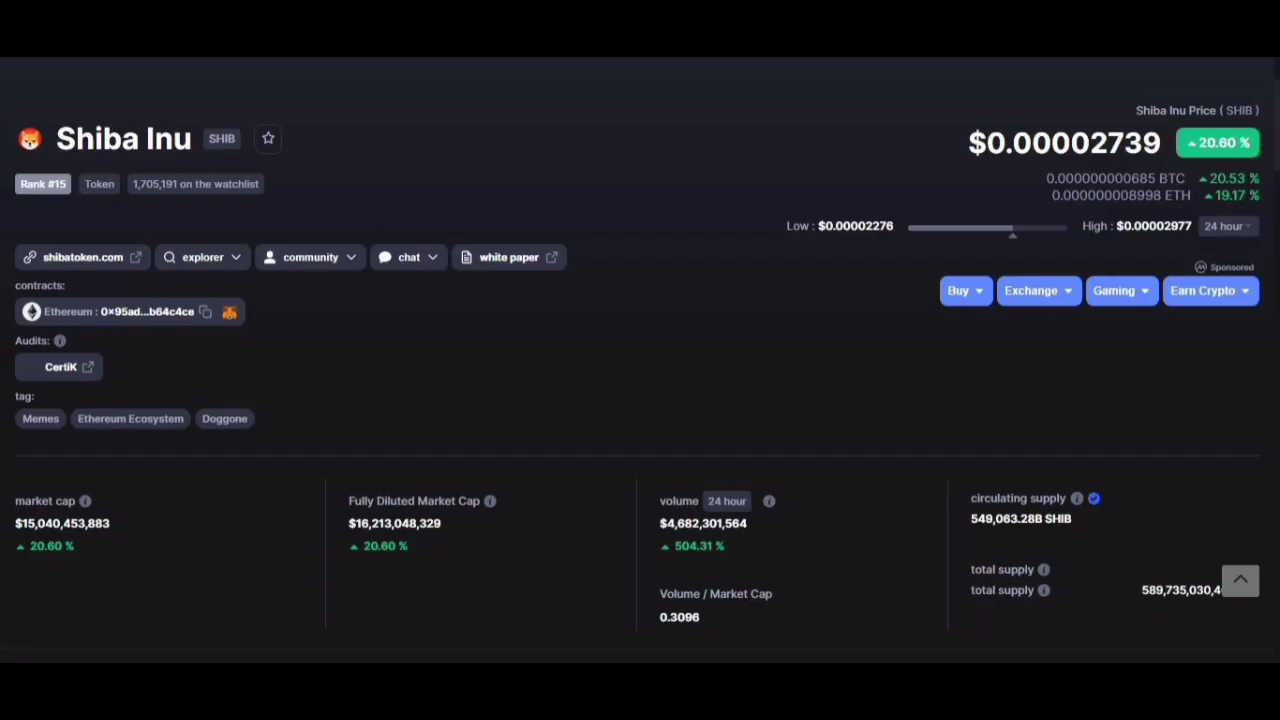 Shiba Inu Price ( SHIB )
Shiba Inu SHIB
$0.00002739 20.60 %
Rank #15 Token 1,705,191 on the watchlist
0.000000000685 BTC 20.53 %
0.000000008998 ETH 19.17 %
Low : $0.00002276 High : $0.00002977 24 hour
shibatoken.com explorer community chat white paper
Sponsored
contracts:
Buy Exchange Gaming Earn Crypto
Ethereum : 0x95ad...b64c4ce
Audits:
CertiK
tag:
Memes Ethereum Ecosystem Doggone
market cap
$15,040,453,883
20.60 %
Fully Diluted Market Cap
$16,213,048,329
20.60 %
volume 24 hour
$4,682,301,564
504.31 %
Volume / Market Cap
0.3096
circulating supply
549,063.28B SHIB
total supply
total supply 589,735,030,4